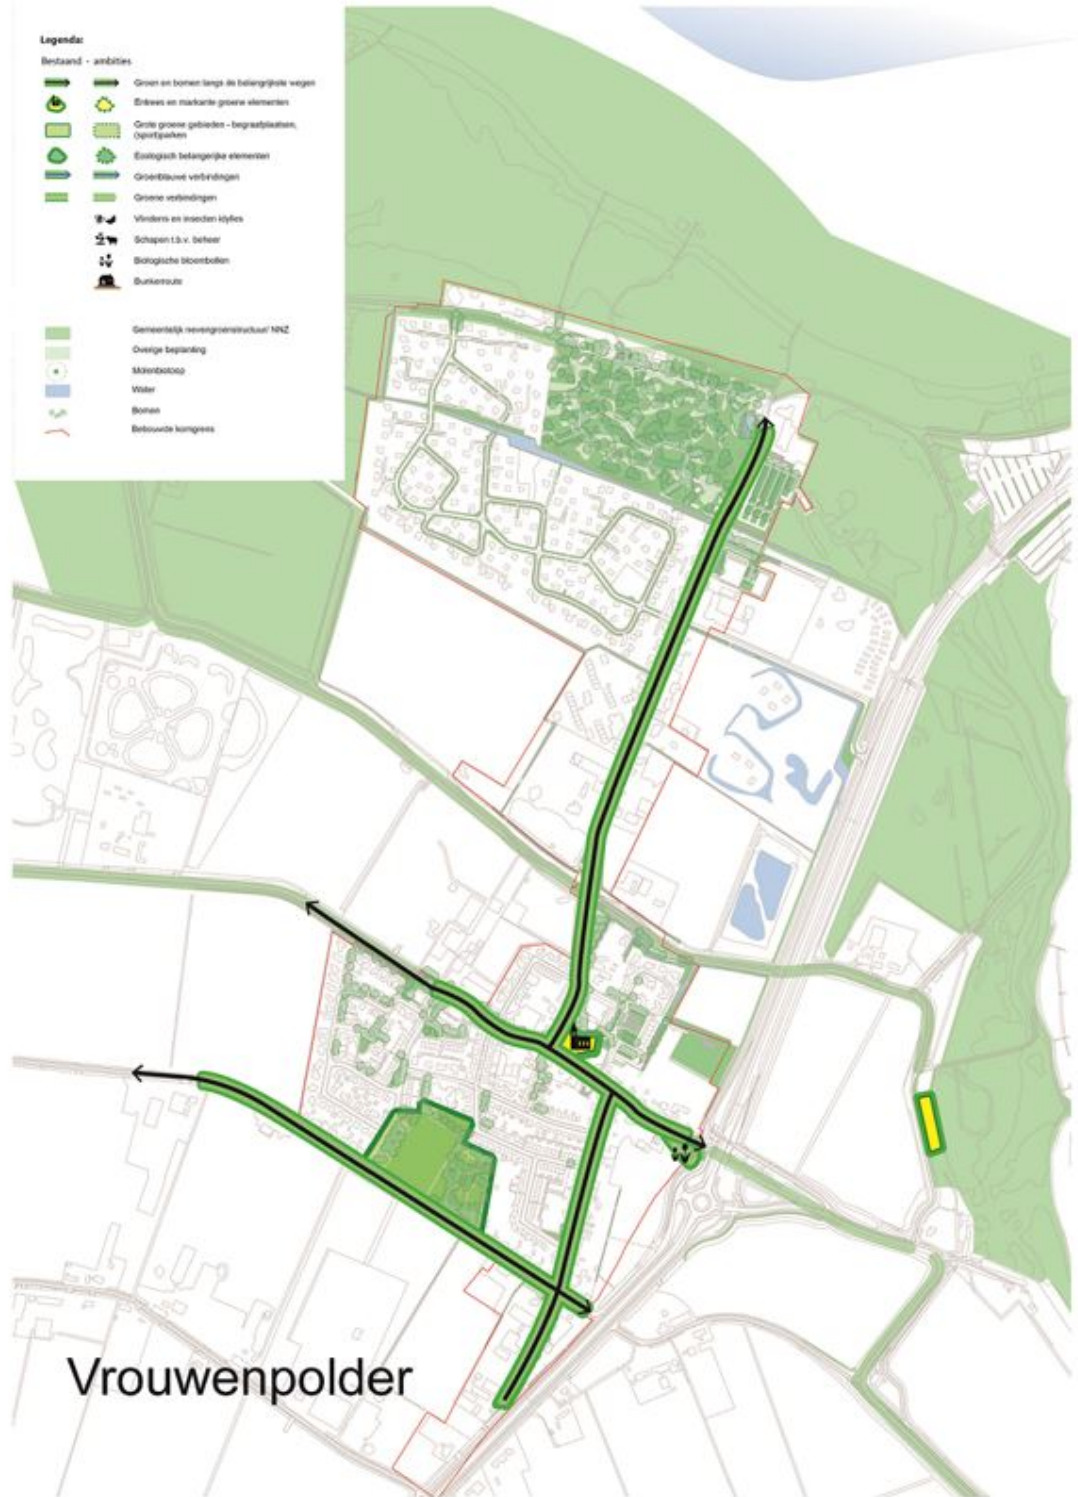 Legenda:
Bestaand - ambities
Groen en bomen langs de belangrijkste wegen
Entrees en markante groene elementen
Grote groene gebieden - begraafplaatsen,
(sport)parken
Ecologisch belangerijke elementen
Groenblauwe verbindingen
Groene verbindingen
Vlinders en insecten idylles
Schapen t.b.v. beheer
Biologische bloembollen
Bunkerroute
Gemeentelijk nevengroenstructuur/ NNZ
Overige beplanting
Molenbiotoop
Water
Bomen
Bebouwde komgrens
Vrouwenpolder